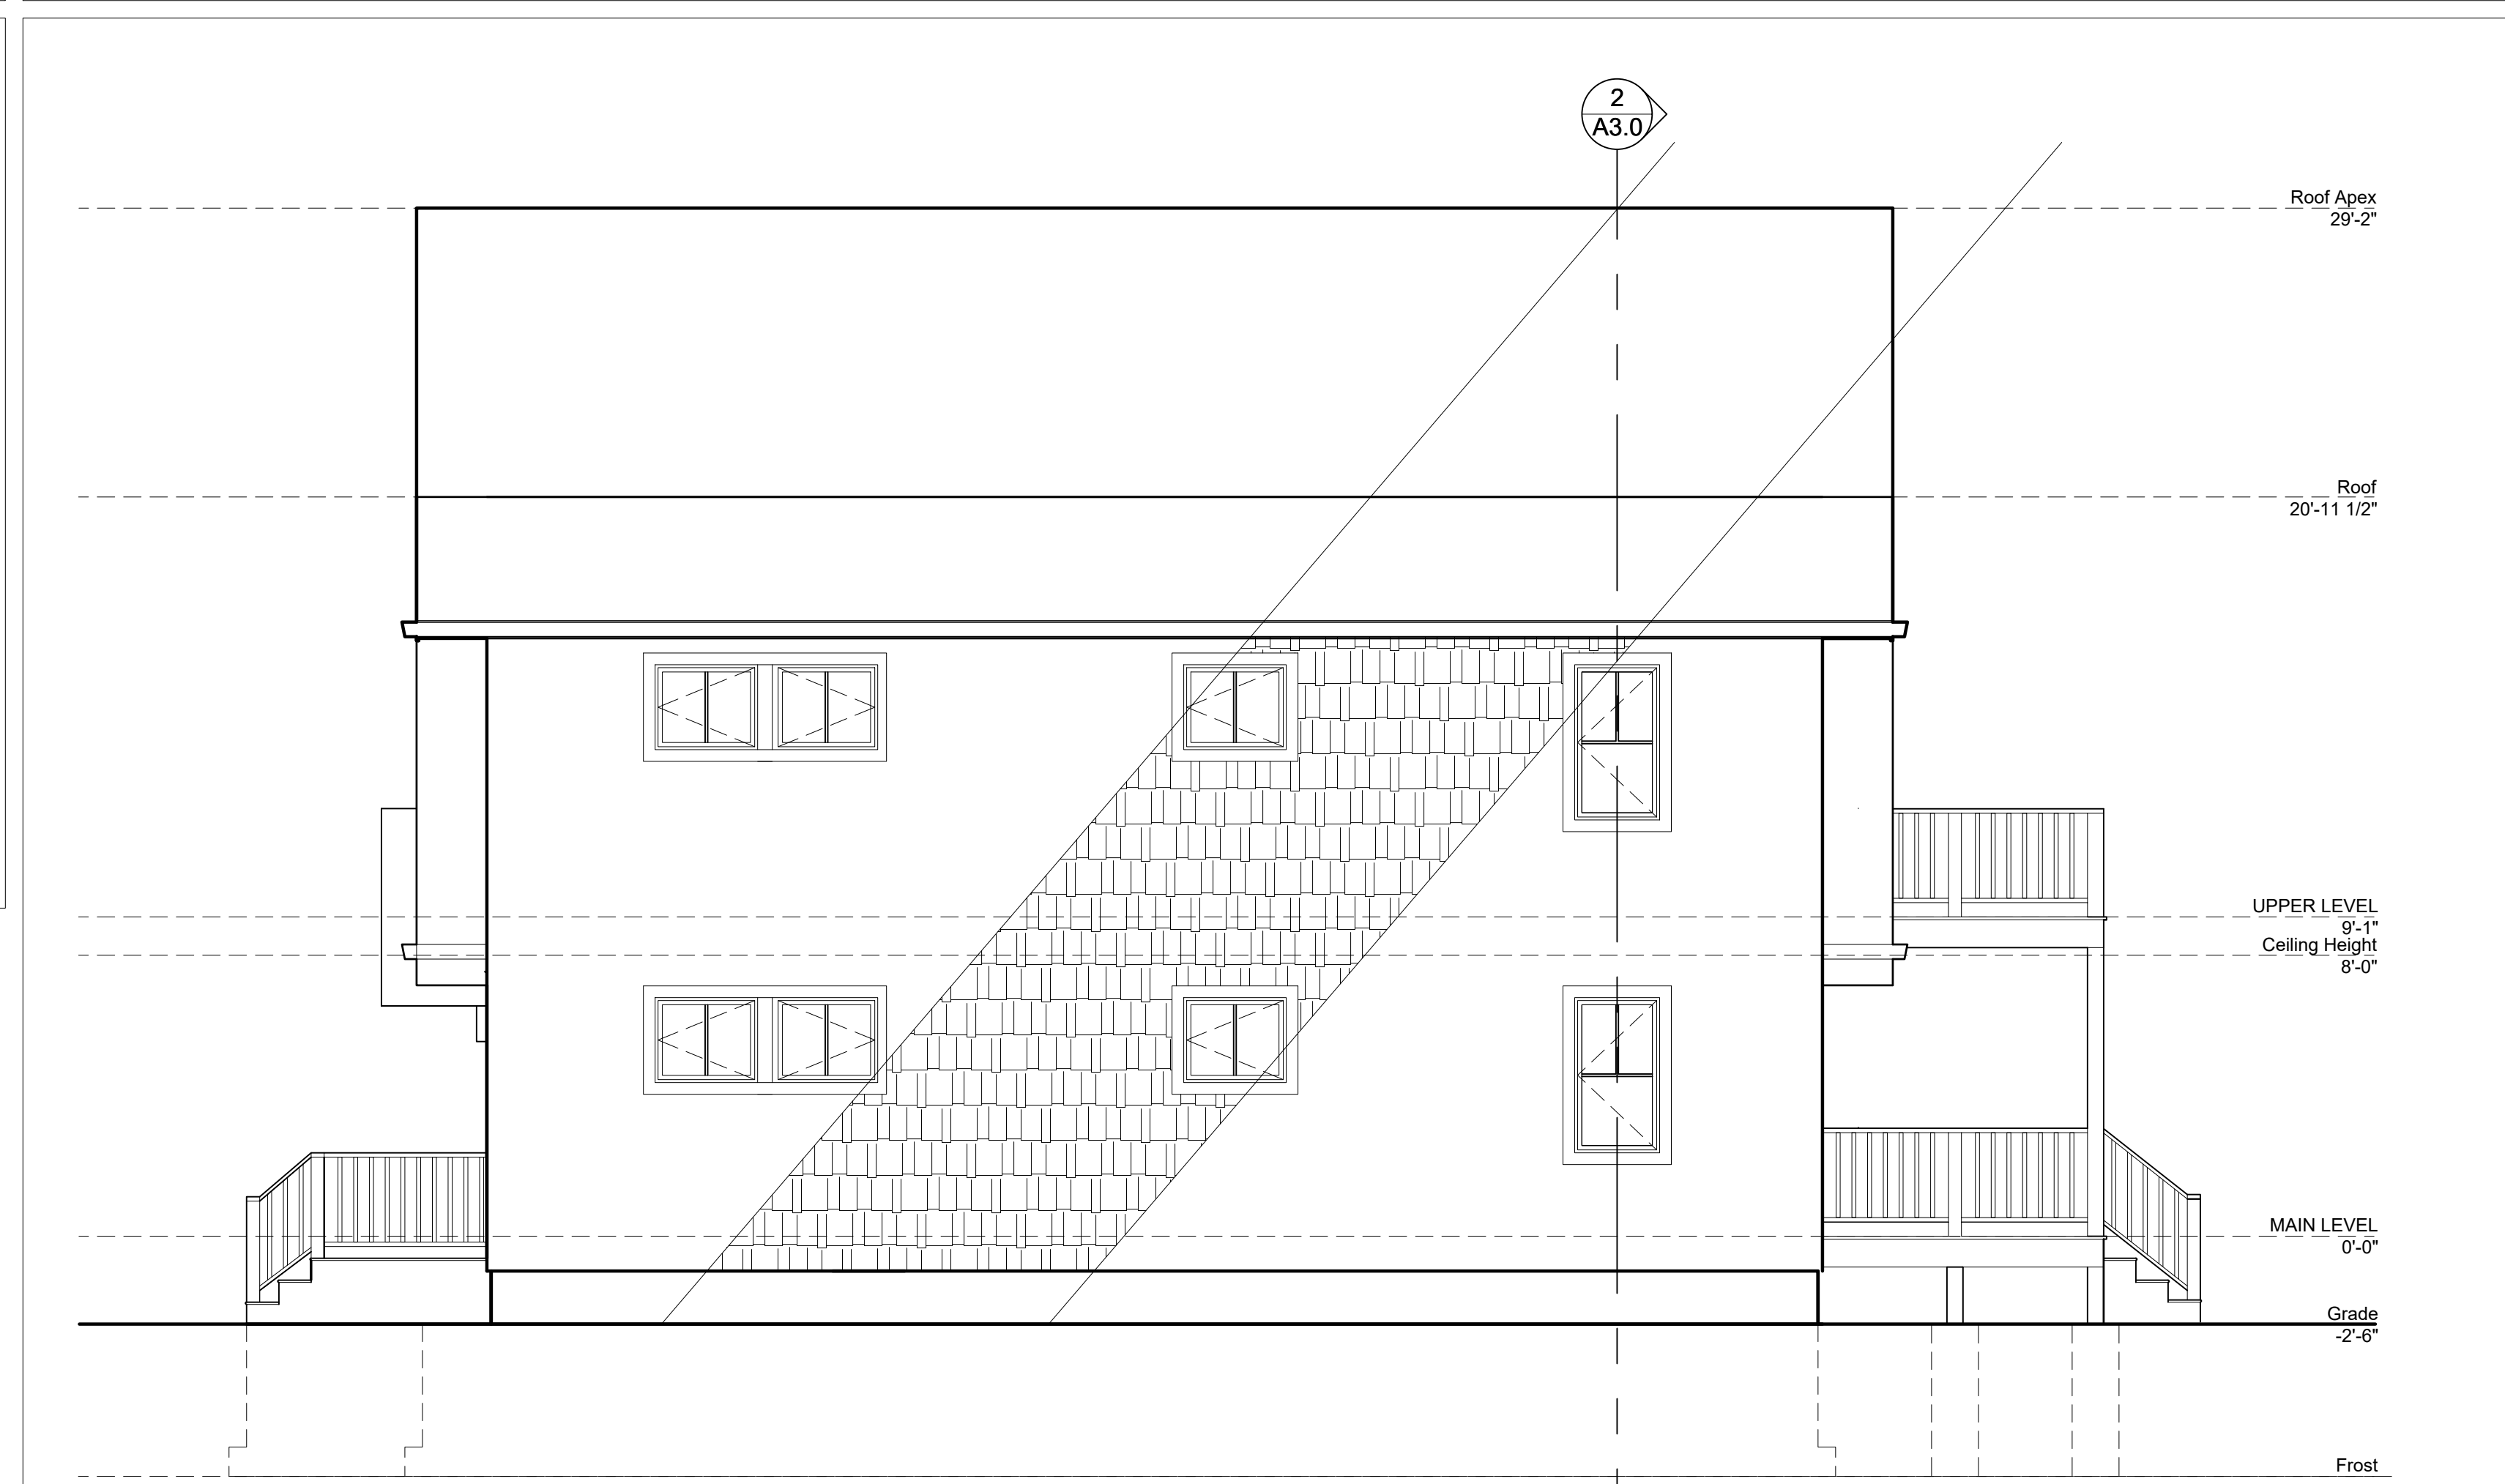 2
A3.0
Roof Apex
29'-2"
Roof
20'-11 1/2"
UPPER LEVEL
9'-1"
Ceiling Height
8'-0"
MAIN LEVEL
0'-0"
Grade
-2'-6"
Frost